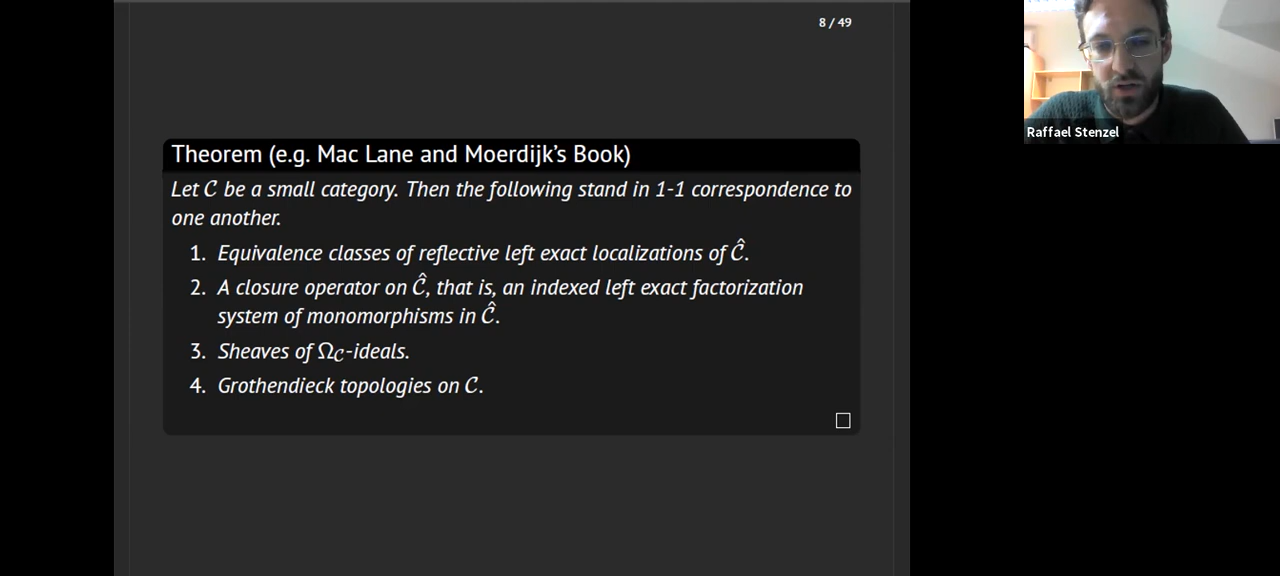 8 / 49
Theorem (e.g. Mac Lane and Moerdijk's Book)
Let C be a small category. Then the following stand in 1-1 correspondence to
one another.
1. Equivalence classes of reflective left exact localizations of Ĉ.
2. A closure operator on Ĉ, that is, an indexed left exact factorization
system of monomorphisms in Ĉ.
3. Sheaves of Ω_C-ideals.
4. Grothendieck topologies on C.
□
Raffael Stenzel